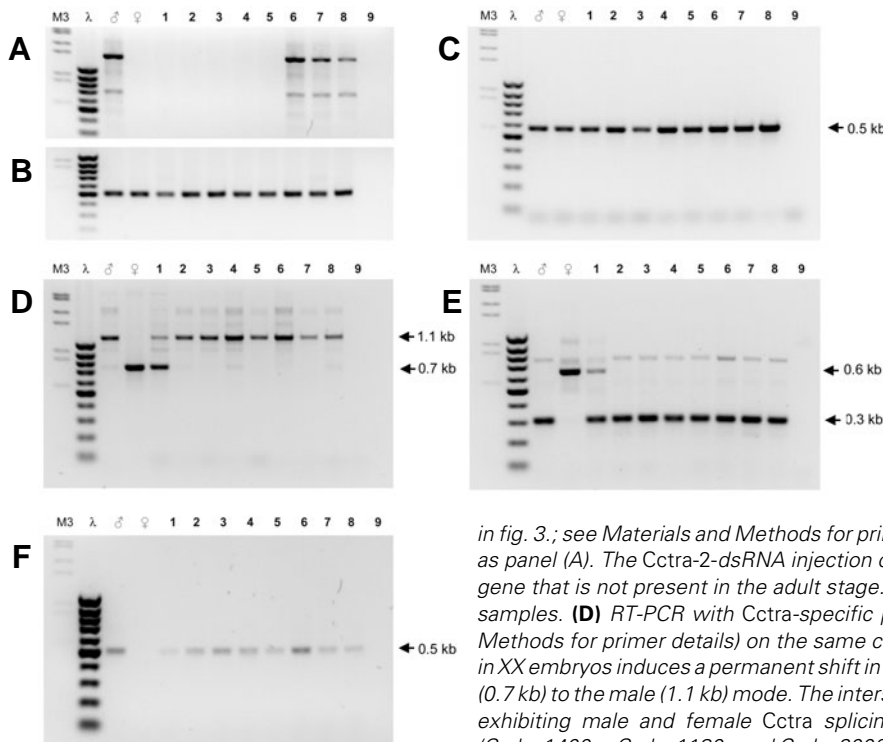 M3 λ ♂ ♀ 1 2 3 4 5 6 7 8 9
A
B
M3 λ ♂ ♀ 1 2 3 4 5 6 7 8 9
C
0.5 kb
M3 λ ♂ ♀ 1 2 3 4 5 6 7 8 9
D
1.1 kb
0.7 kb
M3 λ ♂ ♀ 1 2 3 4 5 6 7 8 9
E
0.6 kb
0.3 kb
M3 λ ♂ ♀ 1 2 3 4 5 6 7 8 9
F
0.5 kb
in fig. 3.; see Materials and Methods for prin
as panel (A). The Cctra-2-dsRNA injection c
gene that is not present in the adult stage.
samples. (D) RT-PCR with Cctra-specific p
Methods for primer details) on the same c
in XX embryos induces a permanent shift in
(0.7 kb) to the male (1.1 kb) mode. The inters
exhibiting male and female Cctra splicin